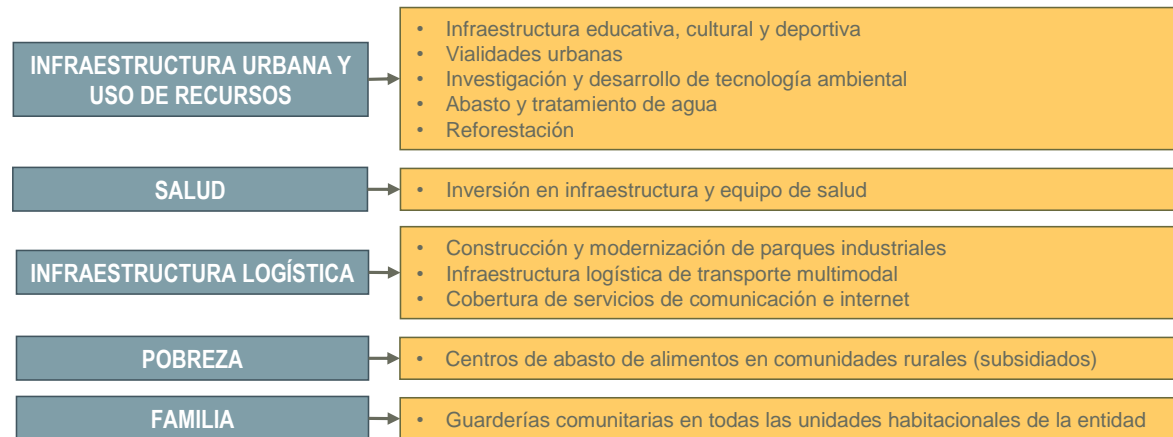 INFRAESTRUCTURA URBANA Y
USO DE RECURSOS
• Infraestructura educativa, cultural y deportiva
• Vialidades urbanas
• Investigación y desarrollo de tecnología ambiental
• Abasto y tratamiento de agua
• Reforestación
SALUD
• Inversión en infraestructura y equipo de salud
INFRAESTRUCTURA LOGÍSTICA
• Construcción y modernización de parques industriales
• Infraestructura logística de transporte multimodal
• Cobertura de servicios de comunicación e internet
POBREZA
• Centros de abasto de alimentos en comunidades rurales (subsidiados)
FAMILIA
• Guarderías comunitarias en todas las unidades habitacionales de la entidad